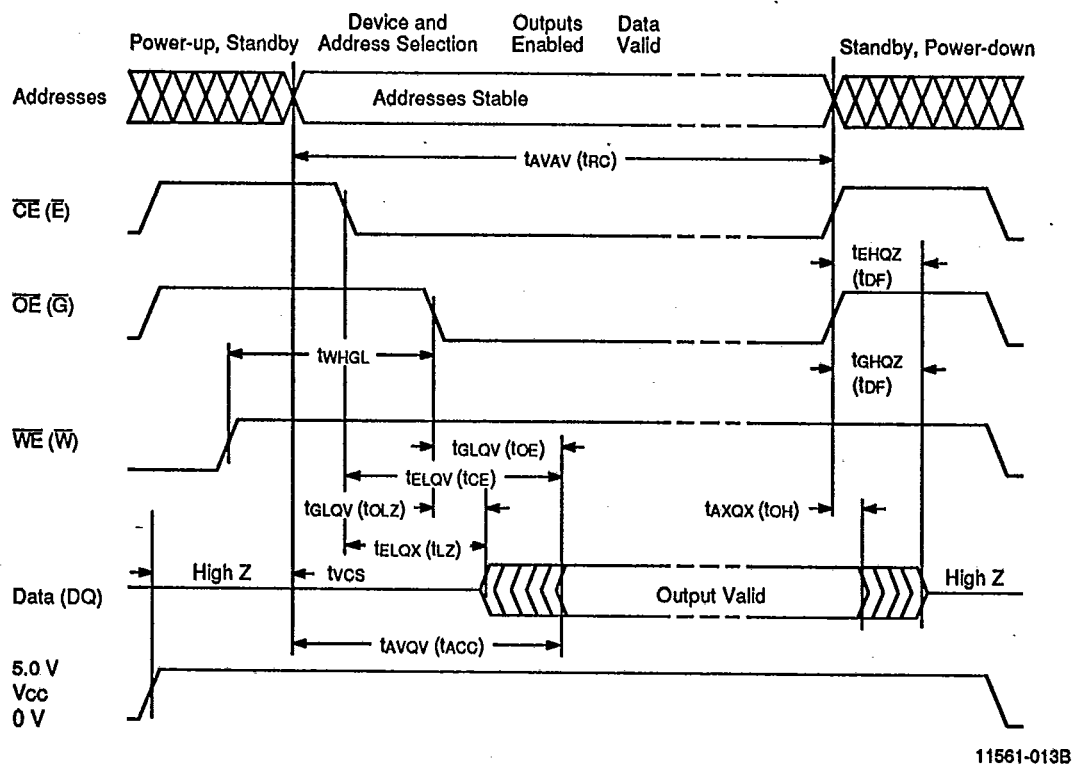 Device and Outputs Data
Power-up, Standby Address Selection Enabled Valid Standby, Power-down
Addresses Addresses Stable
tAVAV (tRC)
CE (E)
tEHQZ
(tDF)
OE (G)
tWHGL
tGHQZ
(tDF)
WE (W)
tGLQV (tOE)
tELQV (tCE)
tGLQV (tOLZ) tAXQX (tOH)
tELQX (tLZ)
High Z tVCS High Z
Data (DQ) Output Valid
tAVQV (tACC)
5.0 V
VCC
0 V
11561-013B